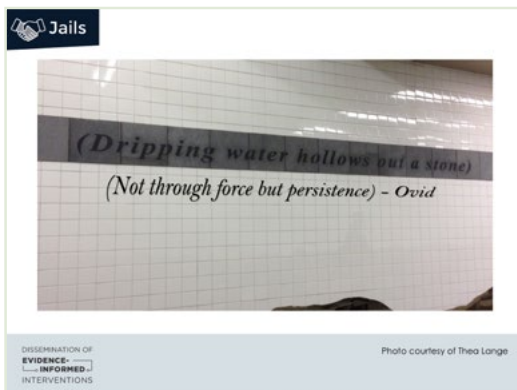 Jails
(Dripping water hollows out a stone)
(Not through force but persistence) - Ovid
DISSEMINATION OF
EVIDENCE-
INFORMED
INTERVENTIONS
Photo courtesy of Thea Lange